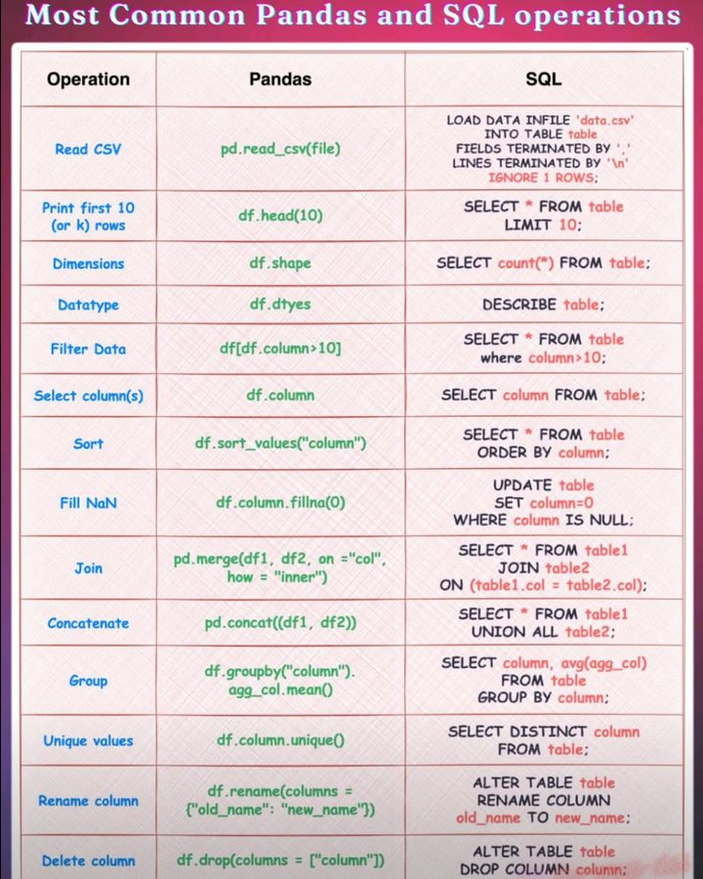 Most Common Pandas and SQL operations
Operation Pandas SQL
Read CSV
pd.read_csv(file)
LOAD DATA INFILE 'data.csv'
INTO TABLE table
FIELDS TERMINATED BY ','
LINES TERMINATED BY '\n'
IGNORE 1 ROWS;
Print first 10
(or k) rows
df.head(10)
SELECT * FROM table
LIMIT 10;
Dimensions
df.shape
SELECT count(*) FROM table;
Datatype
df.dtyes
DESCRIBE table;
Filter Data
df[df.column>10]
SELECT * FROM table
where column>10;
Select column(s)
df.column
SELECT column FROM table;
Sort
df.sort_values("column")
SELECT * FROM table
ORDER BY column;
Fill NaN
df.column.fillna(0)
UPDATE table
SET column=0
WHERE column IS NULL;
Join
pd.merge(df1, df2, on ="col",
how = "inner")
SELECT * FROM table1
JOIN table2
ON (table1.col = table2.col);
Concatenate
pd.concat((df1, df2))
SELECT * FROM table1
UNION ALL table2;
Group
df.groupby("column").
agg_col.mean()
SELECT column, avg(agg_col)
FROM table
GROUP BY column;
Unique values
df.column.unique()
SELECT DISTINCT column
FROM table;
Rename column
df.rename(columns =
{"old_name": "new_name"})
ALTER TABLE table
RENAME COLUMN
old_name TO new_name;
Delete column
df.drop(columns = ["column"])
ALTER TABLE table
DROP COLUMN column;